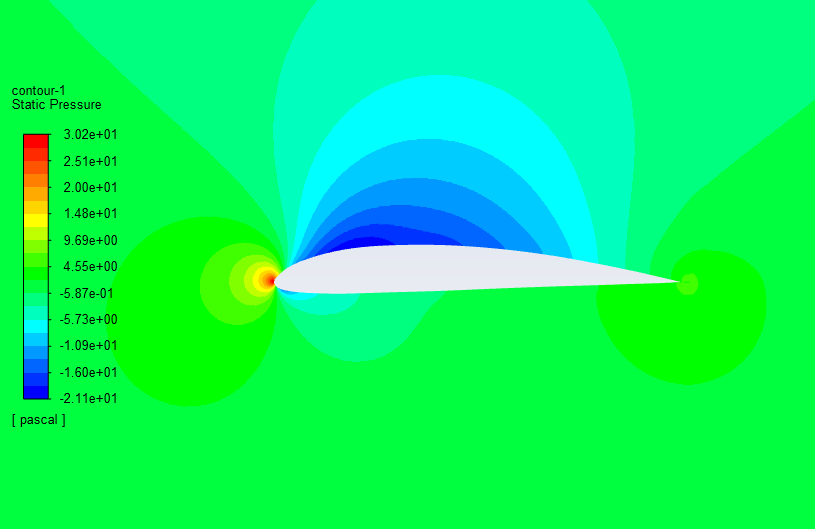 contour-1
Static Pressure
3.02e+01
2.51e+01
2.00e+01
1.48e+01
9.69e+00
4.55e+00
-5.87e-01
-5.73e+00
-1.09e+01
-1.60e+01
-2.11e+01
[ pascal ]